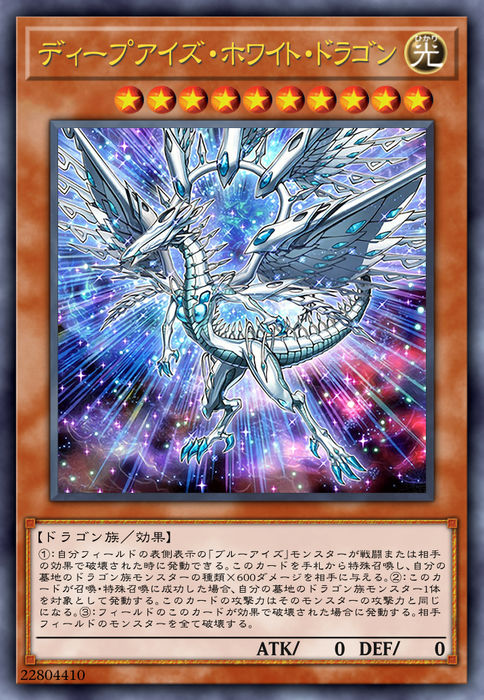 ディープアイズ・ホワイト・ドラゴン
ひかり
光
【ドラゴン族／効果】
①:自分フィールドの表側表示の「ブルーアイズ」モンスターが戦闘または相手
の効果で破壊された時に発動できる。このカードを手札から特殊召喚し、自分の
墓地のドラゴン族モンスターの種類×600ダメージを相手に与える。②:このカー
ドが召喚・特殊召喚に成功した場合、自分の墓地のドラゴン族モンスター1体
を対象として発動する。このカードの攻撃力はそのモンスターの攻撃力と同じ
になる。③:フィールドのこのカードが効果で破壊された場合に発動する。相手
フィールドのモンスターを全て破壊する。
ATK/ 0 DEF/ 0
22804410